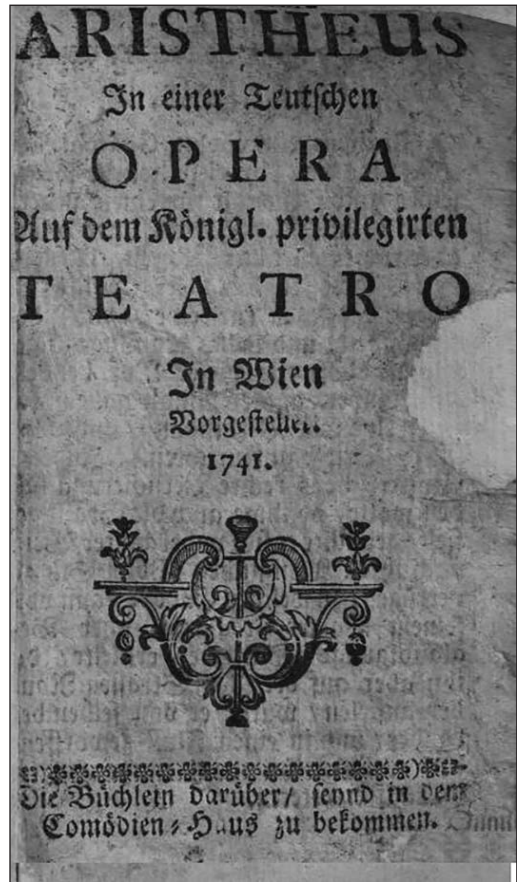 ARISTHEUS
In einer Teutschen
OPERA
Auf dem Königl. privilegirten
TEATRO
In Wien
Vorgestellt.
1741.
Die Büchlein darüber/ seynd in dem
Comödien-Haus zu bekommen.